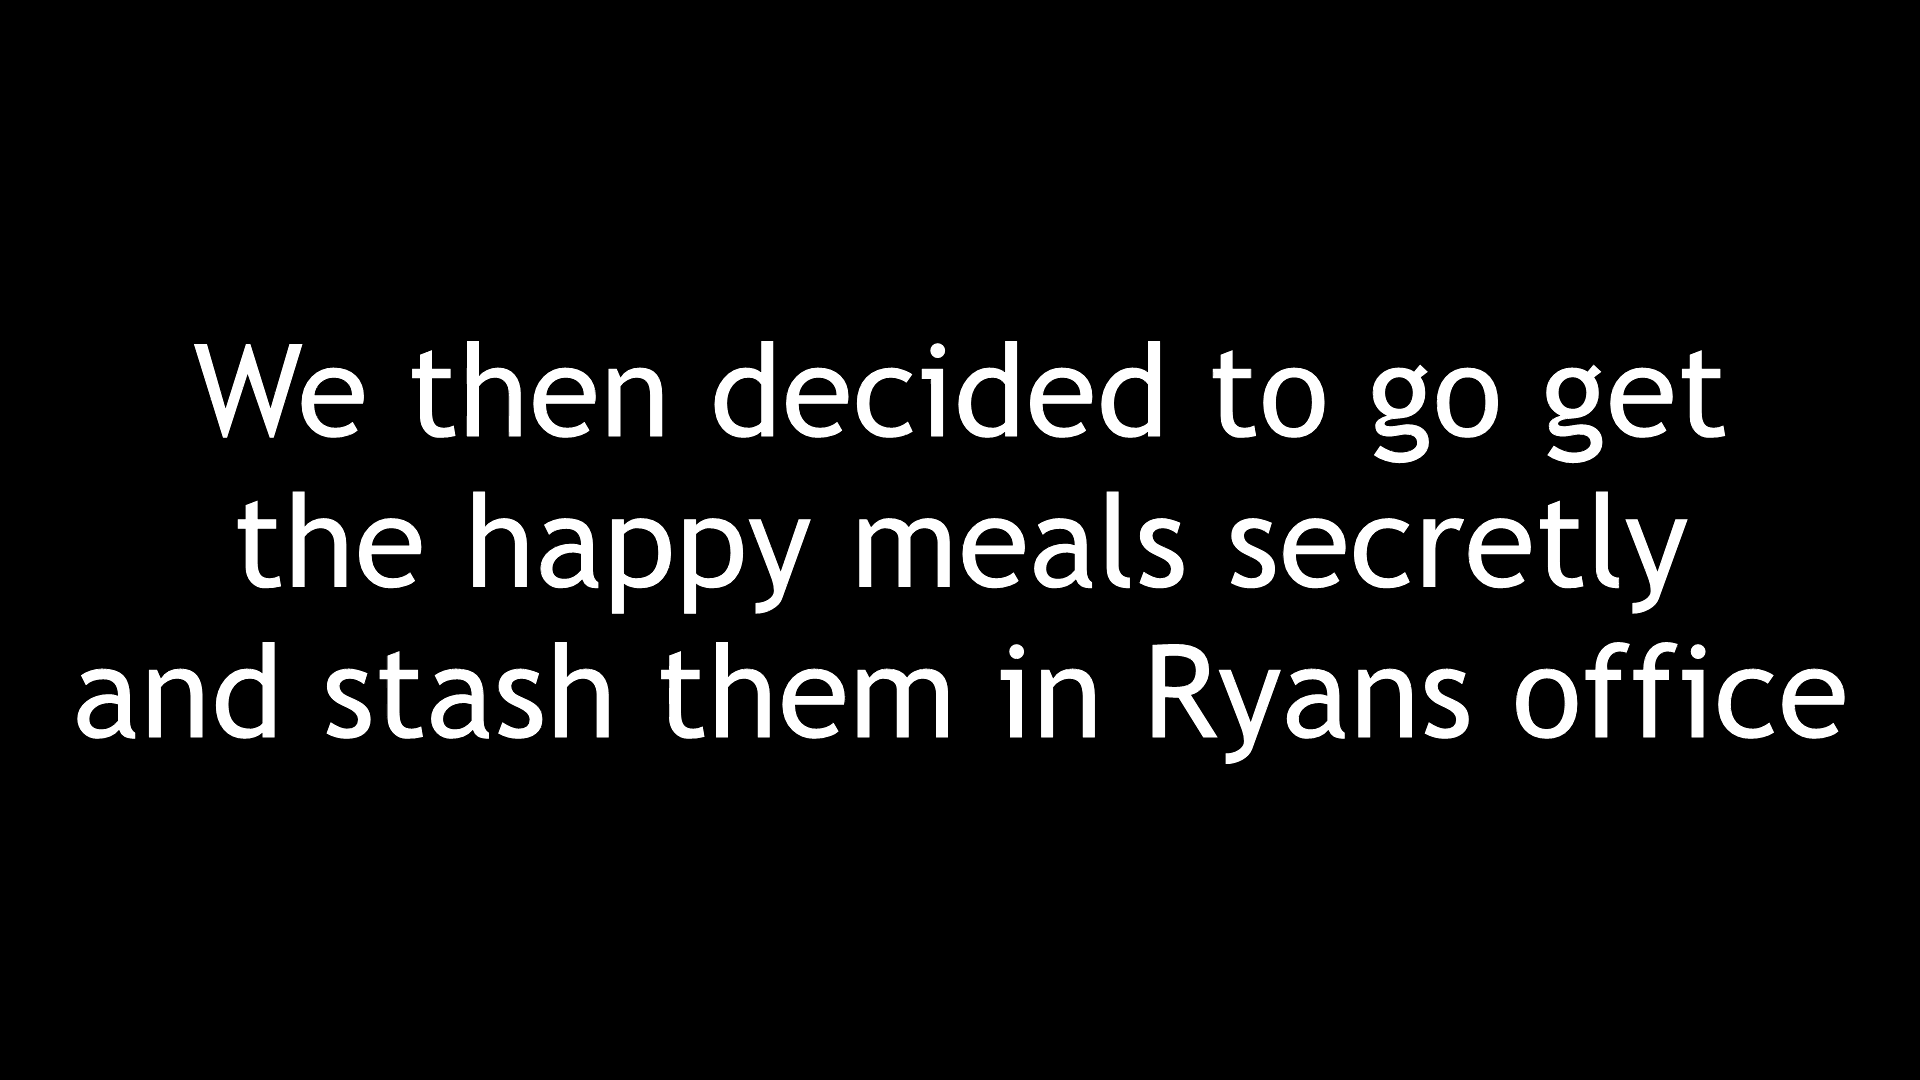 We then decided to go get
the happy meals secretly
and stash them in Ryans office